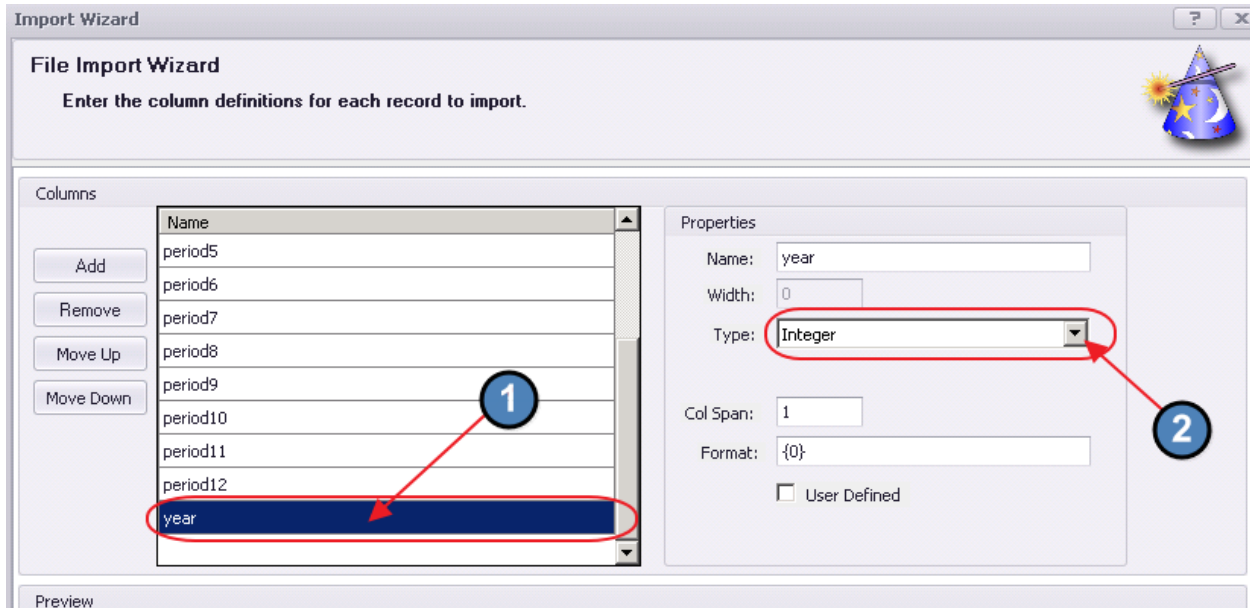 Import Wizard
? X
File Import Wizard
Enter the column definitions for each record to import.
Columns
Name
period5
period6
period7
period8
period9
period10
period11
period12
year
Add
Remove
Move Up
Move Down
1
Properties
Name: year
Width: 0
Type: Integer
2
Col Span: 1
Format: {0}
User Defined
Preview